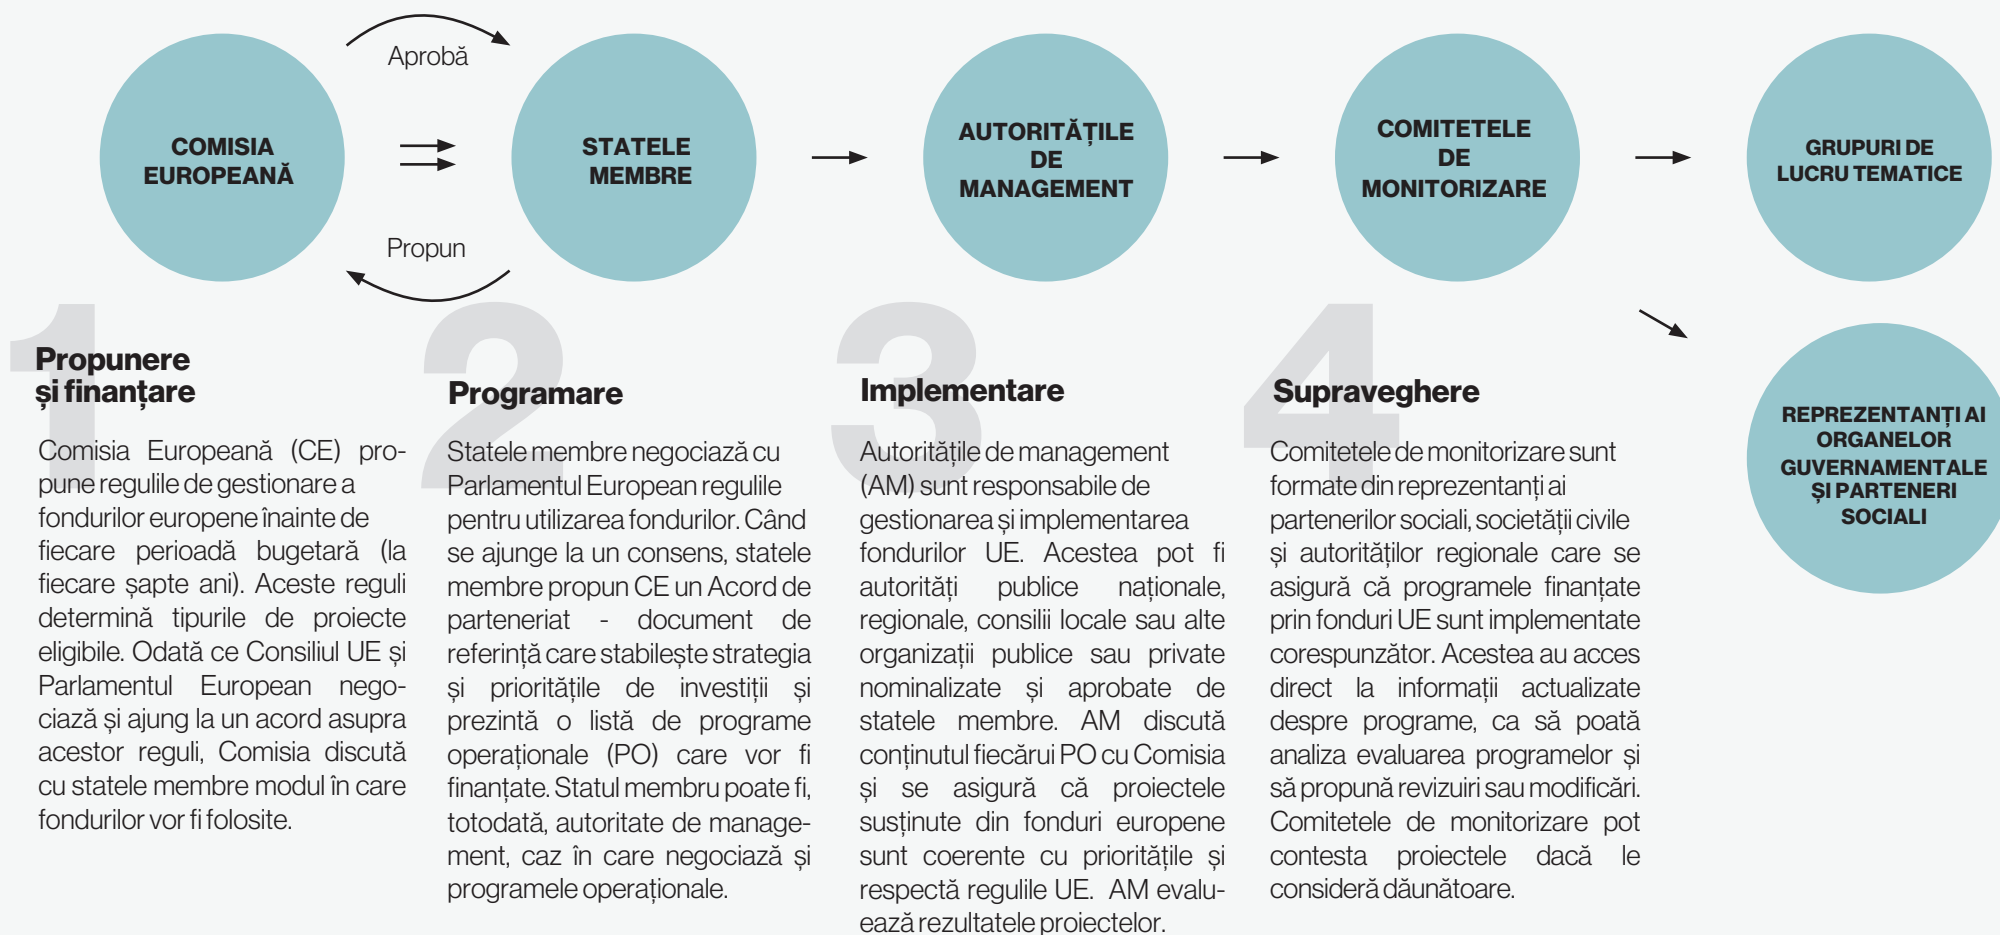 Aprobă
COMISIA
EUROPEANĂ
STATELE
MEMBRE
AUTORITĂȚILE
DE
MANAGEMENT
COMITETELE
DE
MONITORIZARE
GRUPURI DE
LUCRU TEMATICE
Propun
1
Propunere
și finanțare
Comisia Europeană (CE) pro-
pune regulile de gestionare a
fondurilor europene înainte de
fiecare perioadă bugetară (la
fiecare șapte ani). Aceste reguli
determină tipurile de proiecte
eligibile. Odată ce Consiliul UE și
Parlamentul European nego-
ciază și ajung la un acord asupra
acestor reguli, Comisia discută
cu statele membre modul în care
fondurilor vor fi folosite.
2
Programare
Statele membre negociază cu
Parlamentul European regulile
pentru utilizarea fondurilor. Când
se ajunge la un consens, statele
membre propun CE un Acord de
parteneriat - document de
referință care stabilește strategia
și prioritățile de investiții și
prezintă o listă de programe
operaționale (PO) care vor fi
finanțate. Statul membru poate fi,
totodată, autoritate de manage-
ment, caz în care negociază și
programele operaționale.
3
Implementare
Autoritățile de management
(AM) sunt responsabile de
gestionarea și implementarea
fondurilor UE. Acestea pot fi
autorități publice naționale,
regionale, consilii locale sau alte
organizații publice sau private
nominalizate și aprobate de
statele membre. AM discută
conținutul fiecărui PO cu Comisia
și se asigură că proiectele
susținute din fonduri europene
sunt coerente cu prioritățile și
respectă regulile UE. AM evalu-
ează rezultatele proiectelor.
4
Supraveghere
Comitetele de monitorizare sunt
formate din reprezentanți ai
partenerilor sociali, societății civile
și autorităților regionale care se
asigură că programele finanțate
prin fonduri UE sunt implementate
corespunzător. Acestea au acces
direct la informații actualizate
despre programe, ca să poată
analiza evaluarea programelor și
să propună revizuiri sau modificări.
Comitetele de monitorizare pot
contesta proiectele dacă le
consideră dăunătoare.
REPREZENTANȚI AI
ORGANELOR
GUVERNAMENTALE
ȘI PARTENERI
SOCIALI